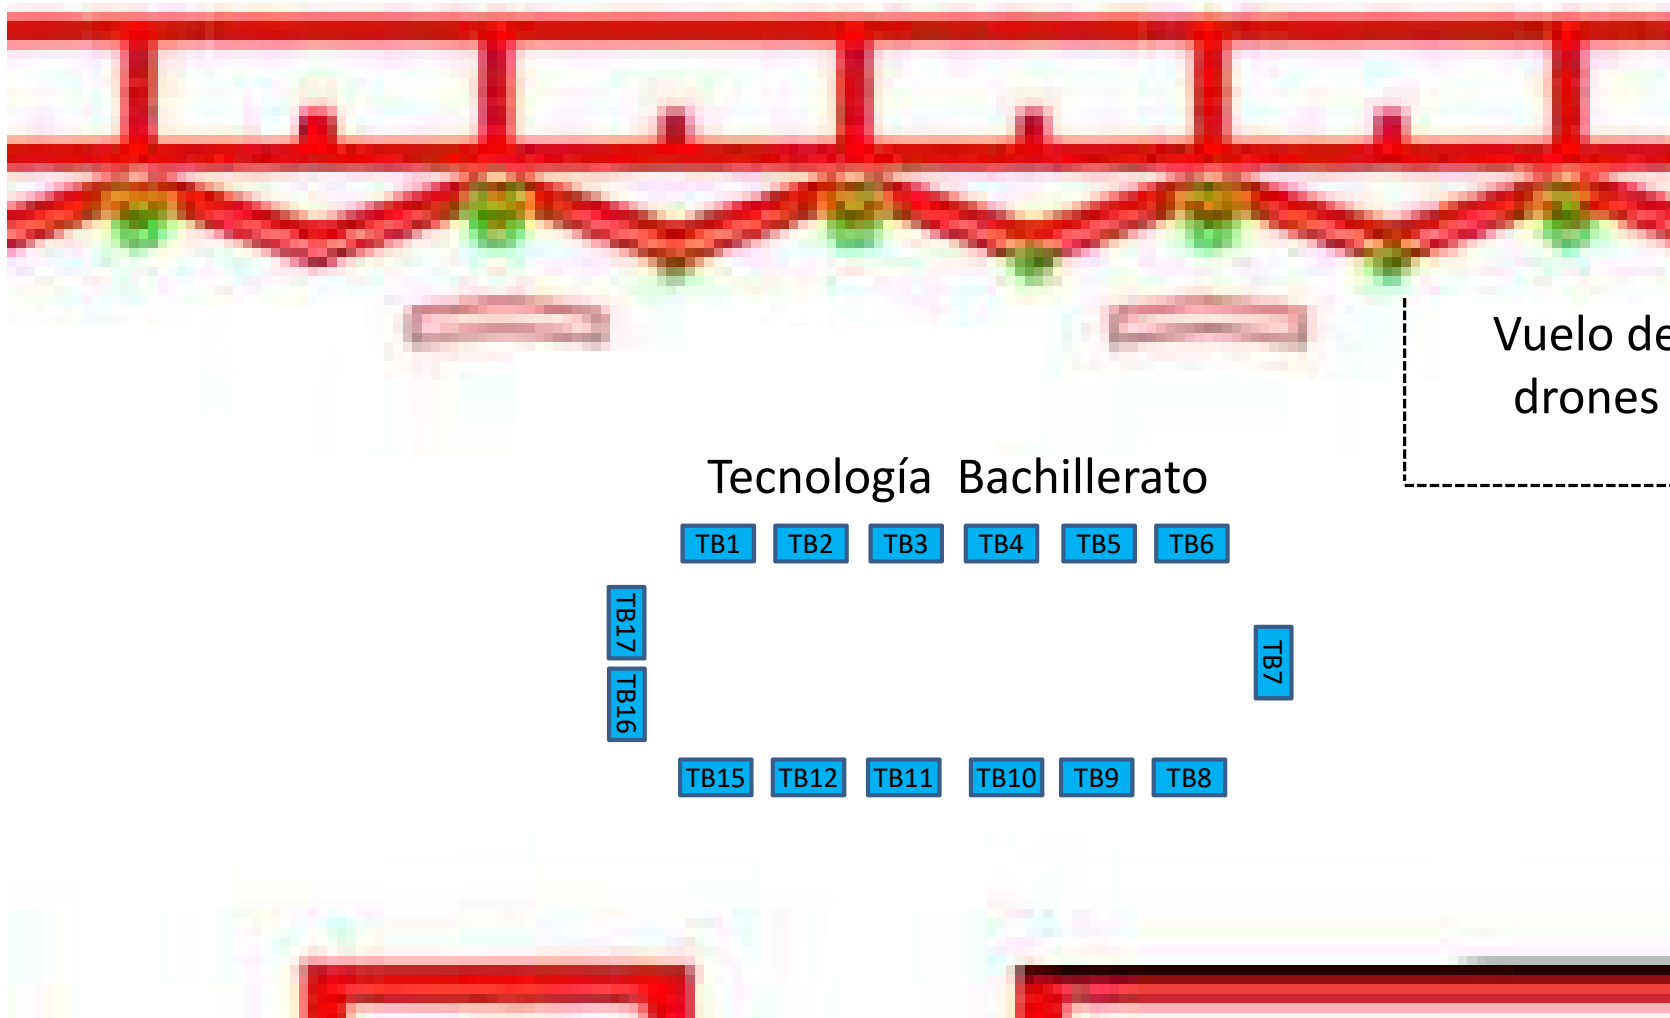 Vuelo de
drones
Tecnología Bachillerato
TB1 TB2 TB3 TB4 TB5 TB6
TB17
TB7
TB16
TB15 TB12 TB11 TB10 TB9 TB8